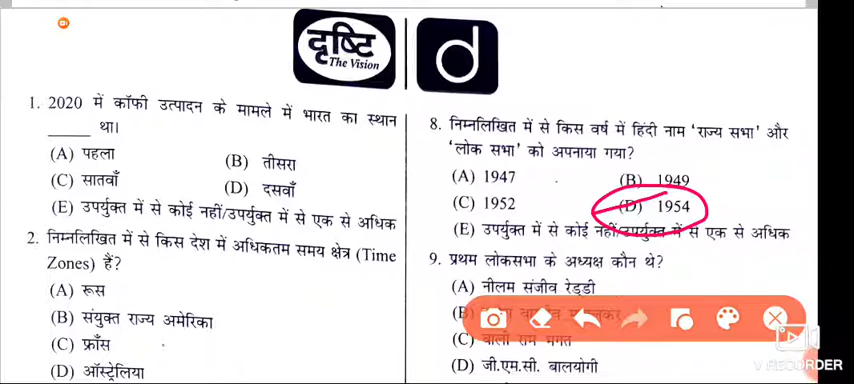 दृष्टि
The Vision
d
1. 2020 में कॉफी उत्पादन के मामले में भारत का स्थान
______ था।
(A) पहला
(B) तीसरा
(C) सातवाँ
(D) दसवाँ
(E) उपर्युक्त में से कोई नहीं/उपर्युक्त में से एक से अधिक
2. निम्नलिखित में से किस देश में अधिकतम समय क्षेत्र (Time
Zones) हैं?
(A) रूस
(B) संयुक्त राज्य अमेरिका
(C) फ्राँस
(D) ऑस्ट्रेलिया
8. निम्नलिखित में से किस वर्ष में हिंदी नाम 'राज्य सभा' और
'लोक सभा' को अपनाया गया?
(A) 1947
(B) 1949
(C) 1952
(D) 1954
(E) उपर्युक्त में से कोई नहीं/उपर्युक्त में से एक से अधिक
9. प्रथम लोकसभा के अध्यक्ष कौन थे?
(A) नीलम संजीव रेड्डी
(B)
(C) बाली राम भगत
(D) जी.एम.सी. बालयोगी
V RECORDER